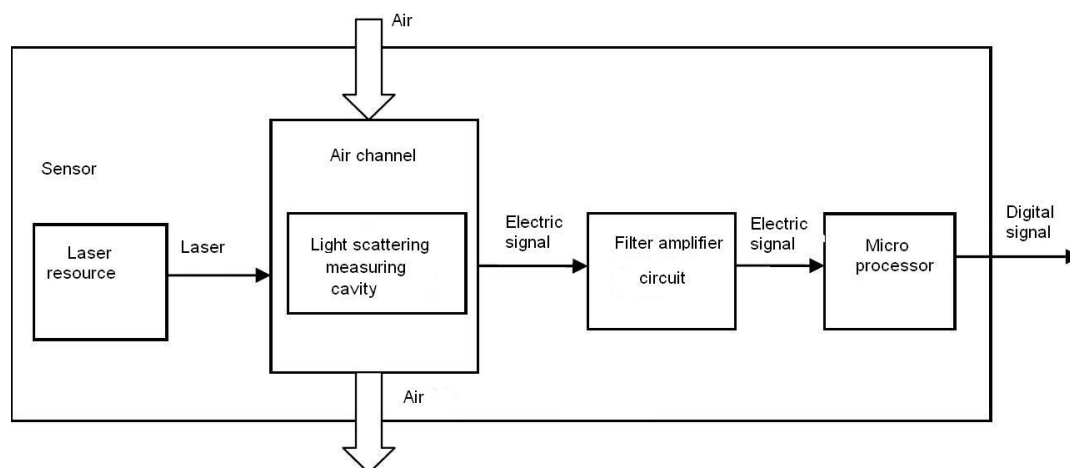 Air
Sensor
Air channel
Laser
resource
Laser
Light scattering
measuring
cavity
Electric
signal
Filter amplifier
circuit
Electric
signal
Micro
processor
Digital
signal
Air